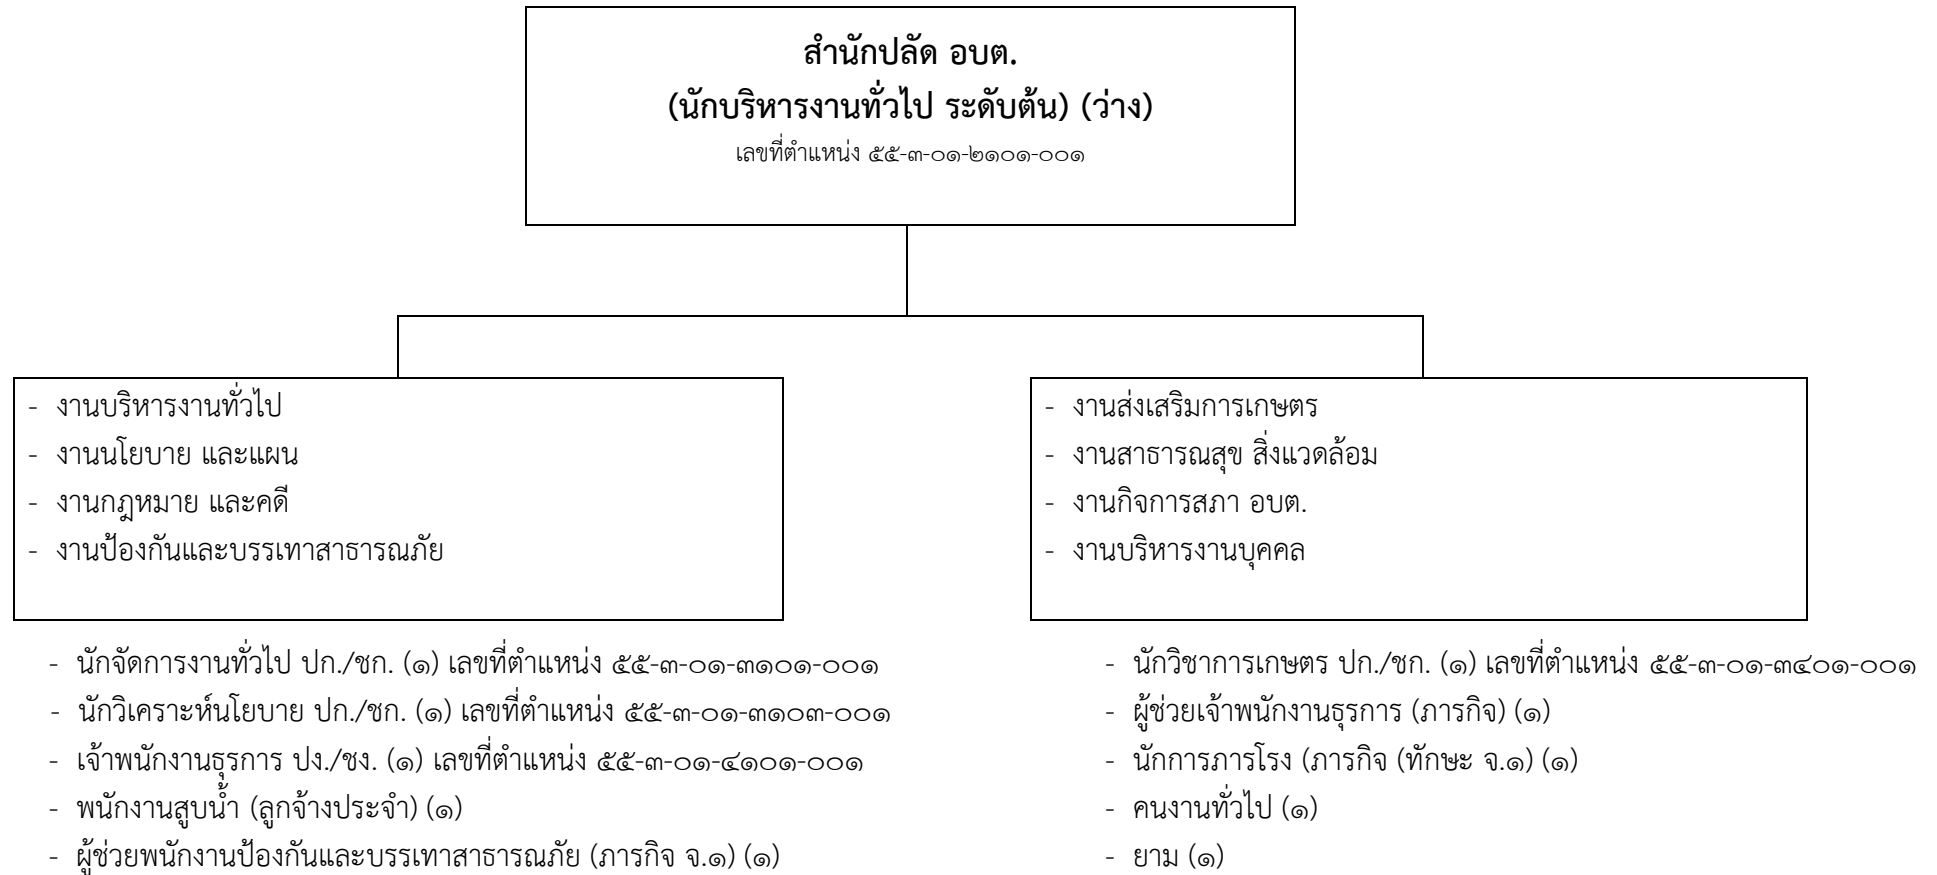 สำนักปลัด อบต.
(นักบริหารงานทั่วไป ระดับต้น) (ว่าง)
เลขที่ตำแหน่ง ๕๕-๓-๐๑-๒๑๐๑-๐๐๑
- งานบริหารงานทั่วไป
- งานนโยบาย และแผน
- งานกฎหมาย และคดี
- งานป้องกันและบรรเทาสาธารณภัย
- งานส่งเสริมการเกษตร
- งานสาธารณสุข สิ่งแวดล้อม
- งานกิจการสภา อบต.
- งานบริหารงานบุคคล
- นักจัดการงานทั่วไป ปก./ชก. (๑) เลขที่ตำแหน่ง ๕๕-๓-๐๑-๓๑๐๑-๐๐๑
- นักวิเคราะห์นโยบาย ปก./ชก. (๑) เลขที่ตำแหน่ง ๕๕-๓-๐๑-๓๑๐๓-๐๐๑
- เจ้าพนักงานธุรการ ปง./ชง. (๑) เลขที่ตำแหน่ง ๕๕-๓-๐๑-๔๑๐๑-๐๐๑
- พนักงานสูบน้ำ (ลูกจ้างประจำ) (๑)
- ผู้ช่วยพนักงานป้องกันและบรรเทาสาธารณภัย (ภารกิจ จ.๑) (๑)
- นักวิชาการเกษตร ปก./ชก. (๑) เลขที่ตำแหน่ง ๕๕-๓-๐๑-๓๔๐๑-๐๐๑
- ผู้ช่วยเจ้าพนักงานธุรการ (ภารกิจ) (๑)
- นักการภารโรง (ภารกิจ (ทักษะ จ.๑) (๑)
- คนงานทั่วไป (๑)
- ยาม (๑)